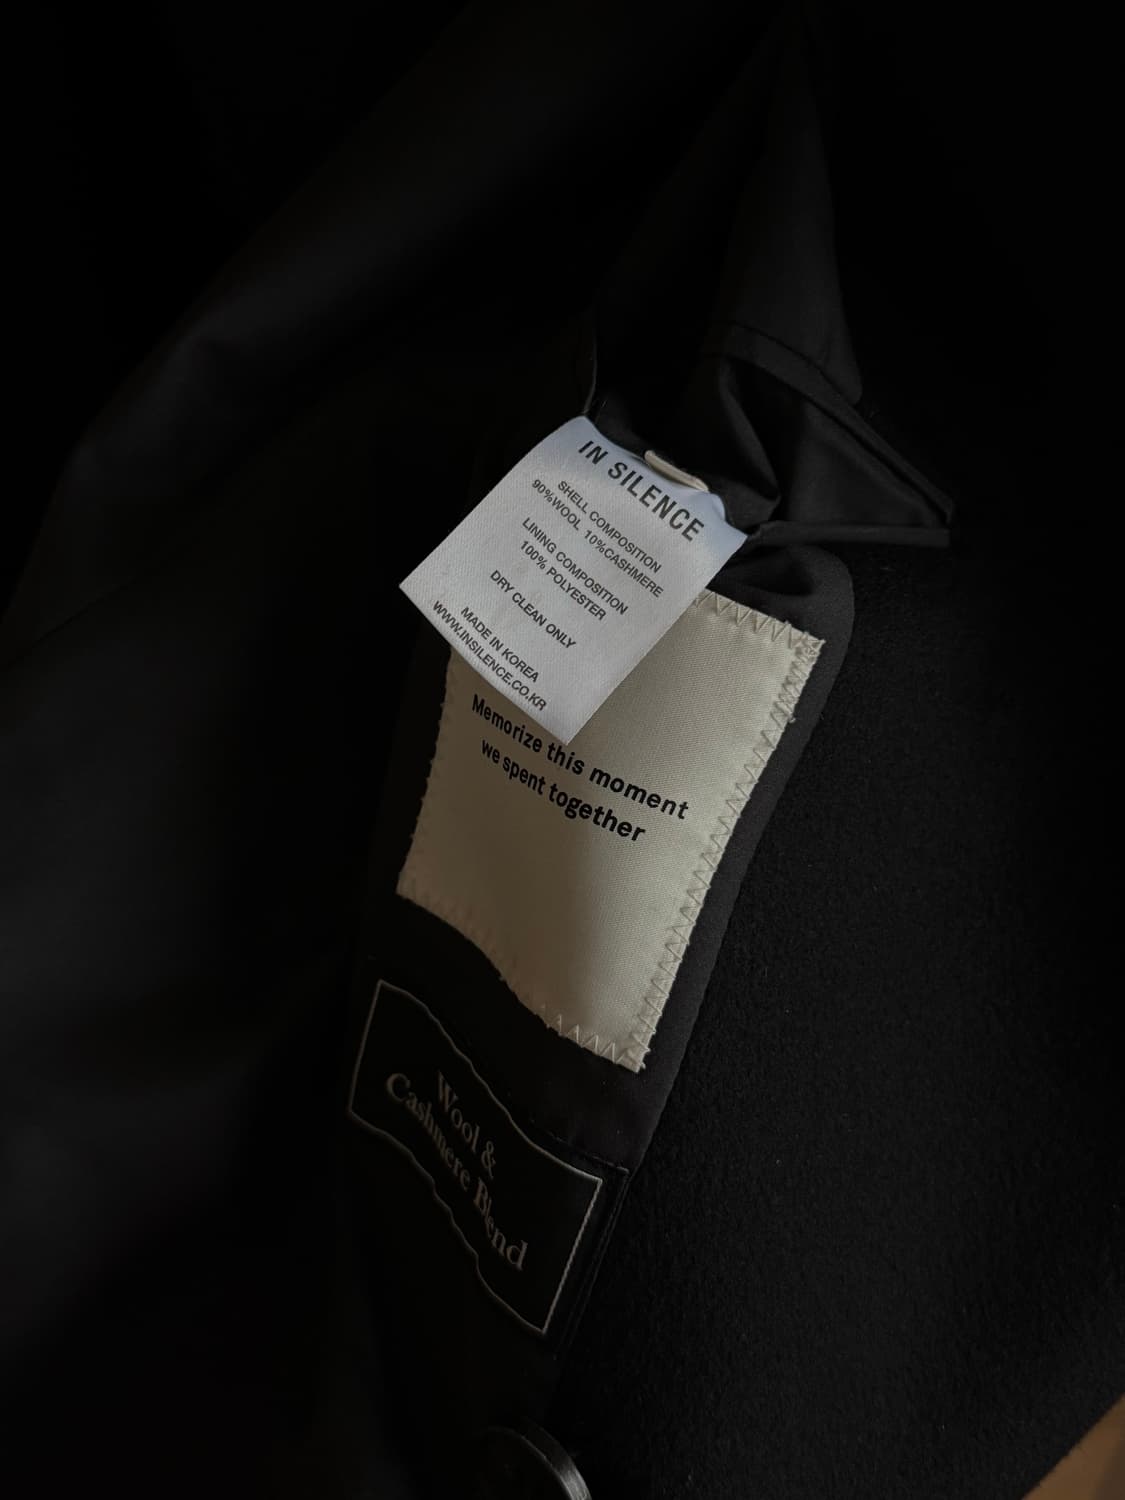 IN SILENCE
SHELL COMPOSITION
90%WOOL 10%CASHMERE
LINING COMPOSITION
100% POLYESTER
DRY CLEAN ONLY
MADE IN KOREA
WWW.INSILENCE.CO.KR
Memorize this moment
we spent together
Wool &
Cashmere Blend